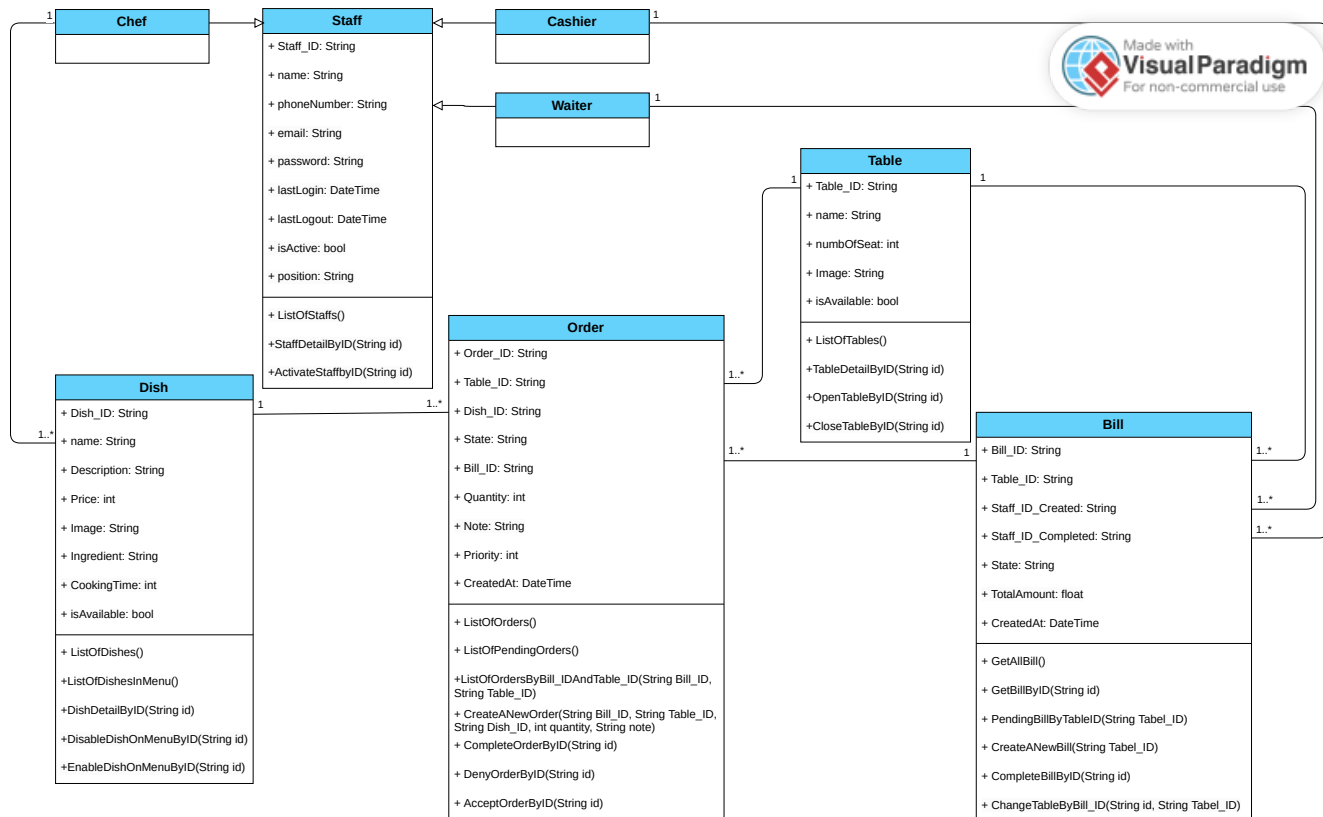 1
Chef
Staff
+ Staff_ID: String
+ name: String
+ phoneNumber: String
+ email: String
+ password: String
+ lastLogin: DateTime
+ lastLogout: DateTime
+ isActive: bool
+ position: String
+ ListOfStaffs()
+StaffDetailByID(String id)
+ActivateStaffbyID(String id)
Cashier
1
Waiter
1
Made with
Visual Paradigm
For non-commercial use
Table
+ Table_ID: String
+ name: String
+ numbOfSeat: int
+ Image: String
+ isAvailable: bool
+ ListOfTables()
+TableDetailByID(String id)
+OpenTableByID(String id)
+CloseTableByID(String id)
1
1
Order
+ Order_ID: String
+ Table_ID: String
+ Dish_ID: String
+ State: String
+ Bill_ID: String
+ Quantity: int
+ Note: String
+ Priority: int
+ CreatedAt: DateTime
+ ListOfOrders()
+ ListOfPendingOrders()
+ListOfOrdersByBill_IDAndTable_ID(String Bill_ID,
String Table_ID)
+ CreateANewOrder(String Bill_ID, String Table_ID,
String Dish_ID, int quantity, String note)
+ CompleteOrderByID(String id)
+ DenyOrderByID(String id)
+ AcceptOrderByID(String id)
1..*
1..*
1
Dish
+ Dish_ID: String
+ name: String
+ Description: String
+ Price: int
+ Image: String
+ Ingredient: String
+ CookingTime: int
+ isAvailable: bool
+ ListOfDishes()
+ListOfDishesInMenu()
+DishDetailByID(String id)
+DisableDishOnMenuByID(String id)
+EnableDishOnMenuByID(String id)
1
1..*
1..*
Bill
+ Bill_ID: String
+ Table_ID: String
+ Staff_ID_Created: String
+ Staff_ID_Completed: String
+ State: String
+ TotalAmount: float
+ CreatedAt: DateTime
+ GetAllBill()
+ GetBillByID(String id)
+ PendingBillByTableID(String Tabel_ID)
+ CreateANewBill(String Tabel_ID)
+ CompleteBillByID(String id)
+ ChangeTableByBill_ID(String id, String Tabel_ID)
1..*
1..*
1..*